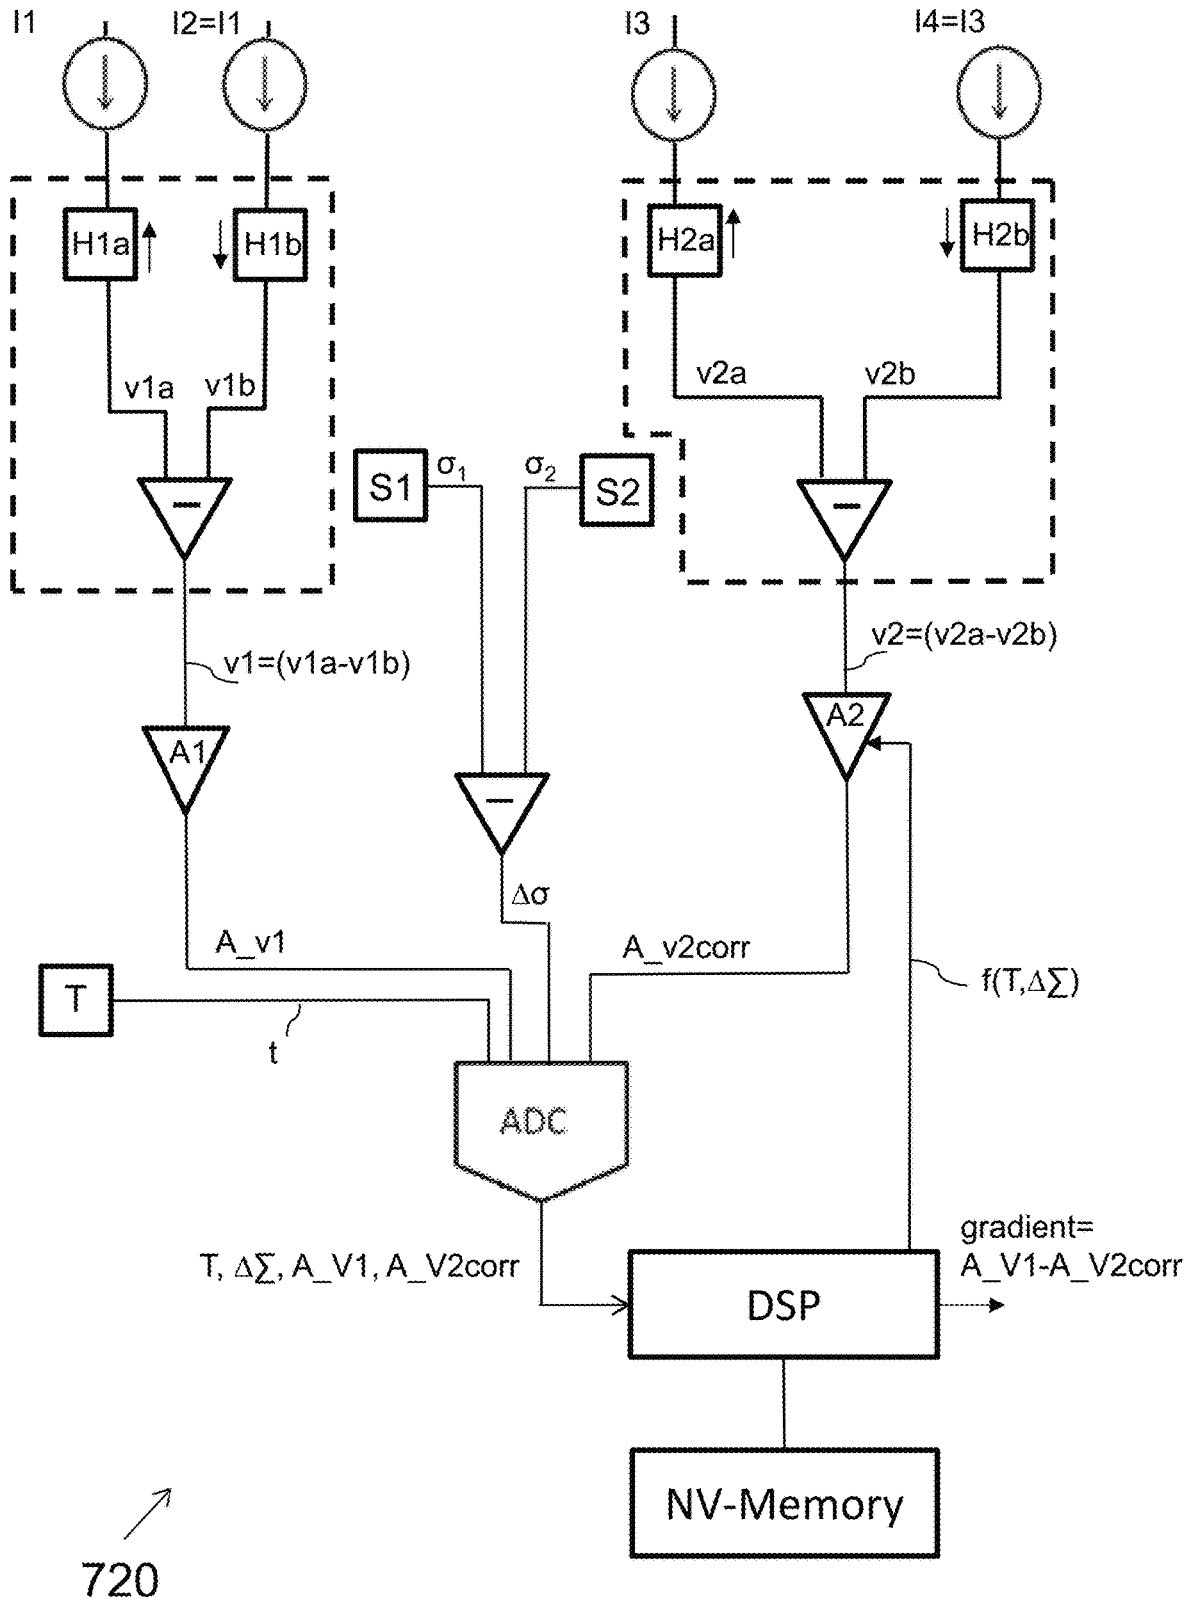 I1
I2=I1
I3
I4=I3
H1a
H1b
H2a
H2b
v1a
v1b
v2a
v2b
–
S1
σ1
σ2
S2
–
v1=(v1a-v1b)
v2=(v2a-v2b)
A1
A2
–
Δσ
A_v1
A_v2corr
T
t
f(T,Δ∑)
ADC
T, Δ∑, A_V1, A_V2corr
gradient=
A_V1-A_V2corr
DSP
NV-Memory
720